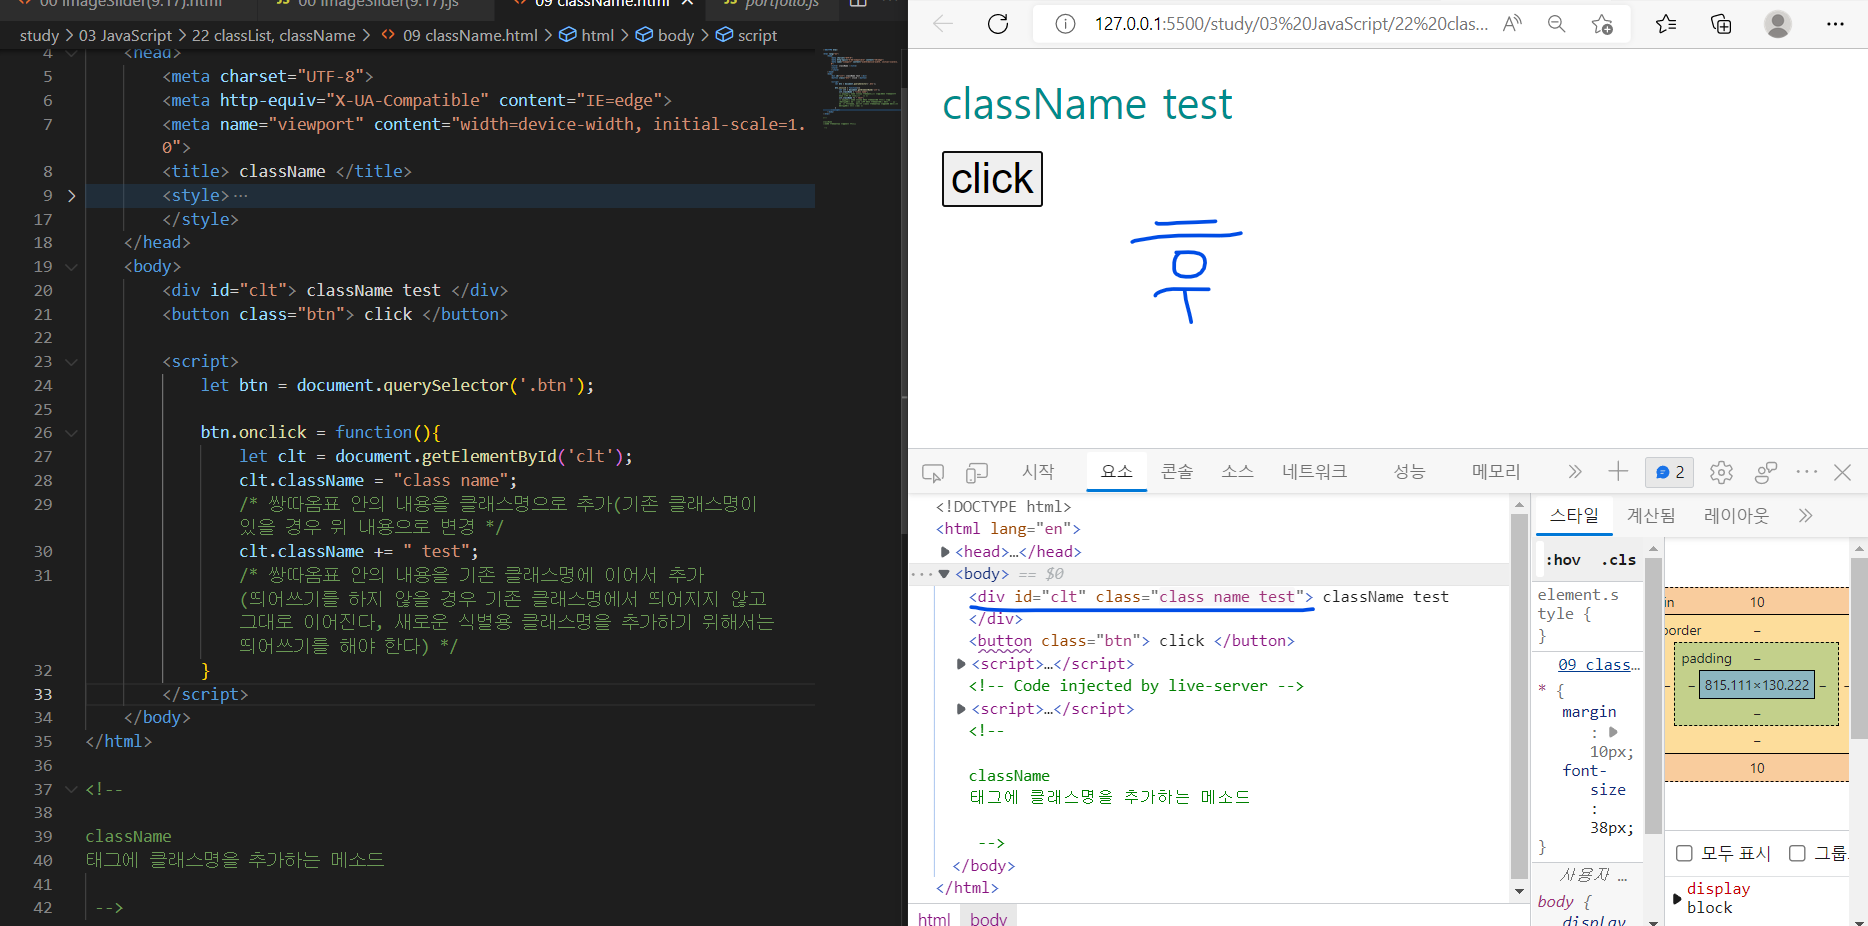 00 ImageSlider(9.17).html
00 ImageSlider(9.17).js
09 className.html
portfolio.js
study > 03 JavaScript > 22 classList, className > 09 className.html > html > body > script
4 <head>
5 <meta charset="UTF-8">
6 <meta http-equiv="X-UA-Compatible" content="IE=edge">
7 <meta name="viewport" content="width=device-width, initial-scale=1.
0">
8 <title> className </title>
9 <style>…
17 </style>
18 </head>
19 <body>
20 <div id="clt"> className test </div>
21 <button class="btn"> click </button>
22
23 <script>
24 let btn = document.querySelector('.btn');
25
26 btn.onclick = function(){
27 let clt = document.getElementById('clt');
28 clt.className = "class name";
29 /* 쌍따옴표 안의 내용을 클래스명으로 추가(기존 클래스명이
있을 경우 위 내용으로 변경 */
30 clt.className += " test";
31 /* 쌍따옴표 안의 내용을 기존 클래스명에 이어서 추가
(띄어쓰기를 하지 않을 경우 기존 클래스명에서 띄어지지 않고
그대로 이어진다, 새로운 식별용 클래스명을 추가하기 위해서는
띄어쓰기를 해야 한다) */
32 }
33 </script>
34 </body>
35 </html>
36
37 <!--
38
39 className
40 태그에 클래스명을 추가하는 메소드
41
42 -->
127.0.0.1:5500/study/03%20JavaScript/22%20clas...
className test
click
시작 요소 콘솔 소스 네트워크 성능 메모리 2
<!DOCTYPE html>
<html lang="en">
<head>…</head>
<body> == $0
<div id="clt" class="class name test"> className test
</div>
<button class="btn"> click </button>
<script>…</script>
<!-- Code injected by live-server -->
<script>…</script>
<!--
className
태그에 클래스명을 추가하는 메소드
-->
</body>
</html>
html body
스타일 계산됨 레이아웃
:hov .cls
element.s
tyle {
}
09 class…
* {
margin
:
10px;
font-
size
:
38px;
}
사용자 …
body {
display
10
order –
padding –
– 815.111×130.222 –
–
–
10
모두 표시 그룹
display
block